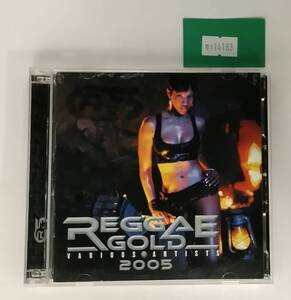 14183
REGGAE
GOLD
VARIOUS ARTISTS
2005